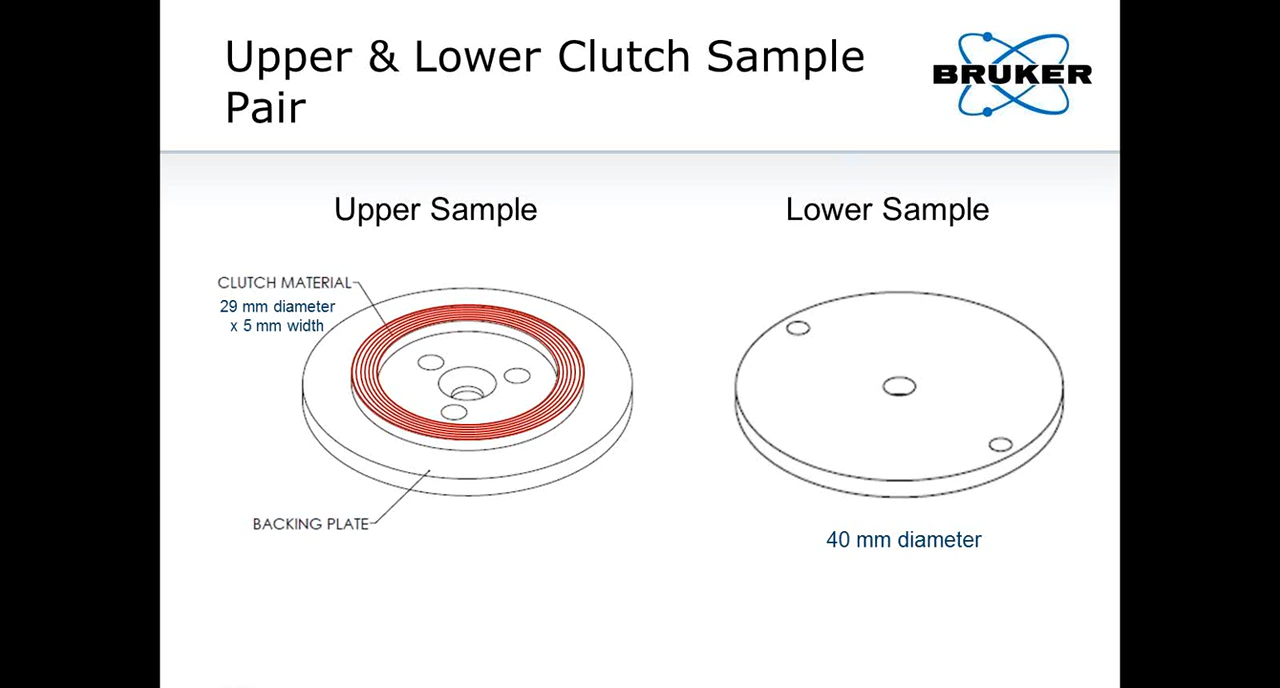 Upper & Lower Clutch Sample
Pair
BRUKER
Upper Sample
Lower Sample
CLUTCH MATERIAL
29 mm diameter
x 5 mm width
BACKING PLATE
40 mm diameter